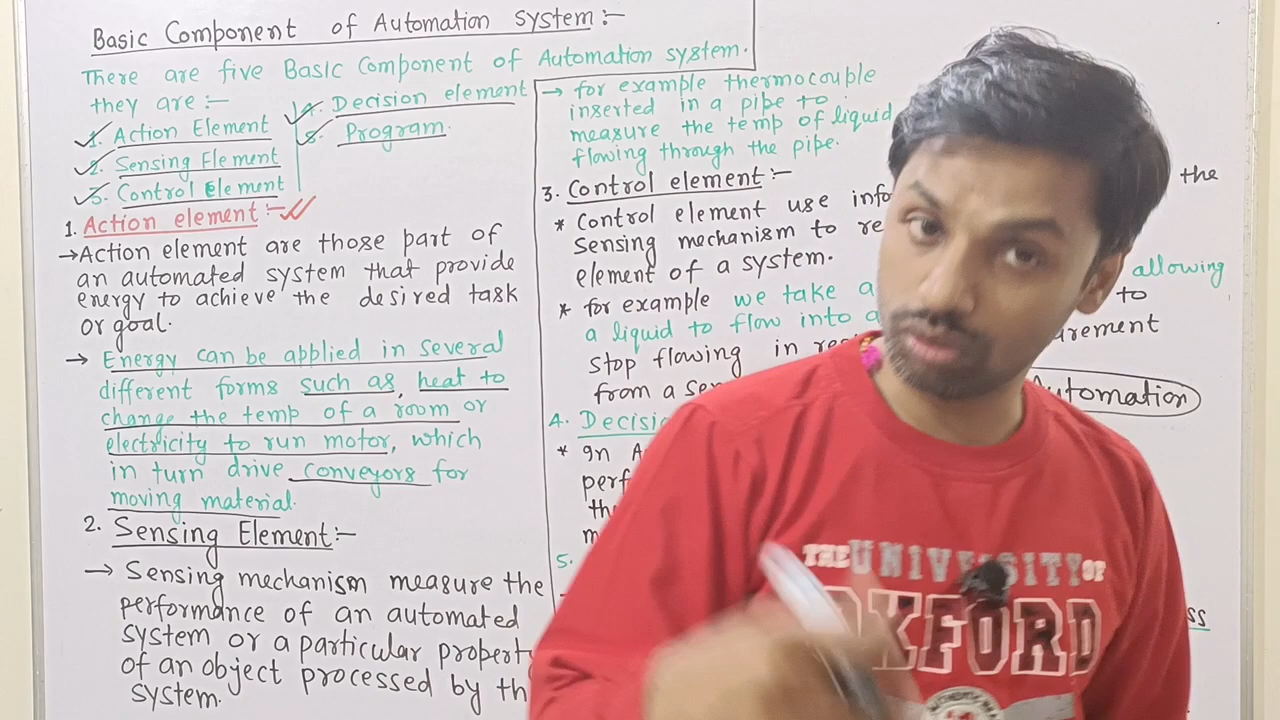 Basic Component of Automation system:-
There are five Basic Component of Automation system.
they are:-
1. Action Element
2. Sensing Element
3. Control element
4. Decision element
5. Program.
1. Action element:-
→Action element are those part of
an automated system that provide
energy to achieve the desired task
or goal.
→ Energy can be applied in several
different forms such as, heat to
change the temp of a room or
electricity to run motor, which
in turn drive conveyors for
moving material.
2. Sensing Element:-
→ Sensing mechanism measure the
performance of an automated
system or a particular property
of an object processed by th
system.
→ for example thermocouple
inserted in a pipe to
measure the temp of liquid
flowing through the pipe.
3. Control element:-
* Control element use info the
Sensing mechanism to re
element of a system.
* for example we take a allowing
a liquid to flow into a to
stop flowing in
from a Automation
4.
* In
5.
ss
THE UNIVERSITY OF
OXFORD